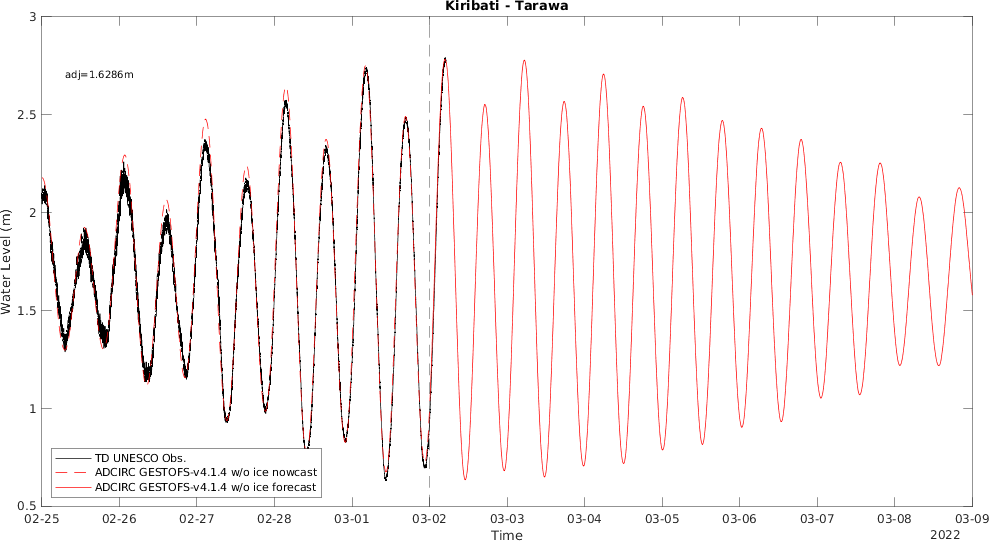 Kiribati - Tarawa
3
adj=1.6286m
2.5
2
Water Level (m)
1.5
1
TD UNESCO Obs.
ADCIRC GESTOFS-v4.1.4 w/o ice nowcast
ADCIRC GESTOFS-v4.1.4 w/o ice forecast
0.5
02-25 02-26 02-27 02-28 03-01 03-02 03-03 03-04 03-05 03-06 03-07 03-08 03-09
Time
2022